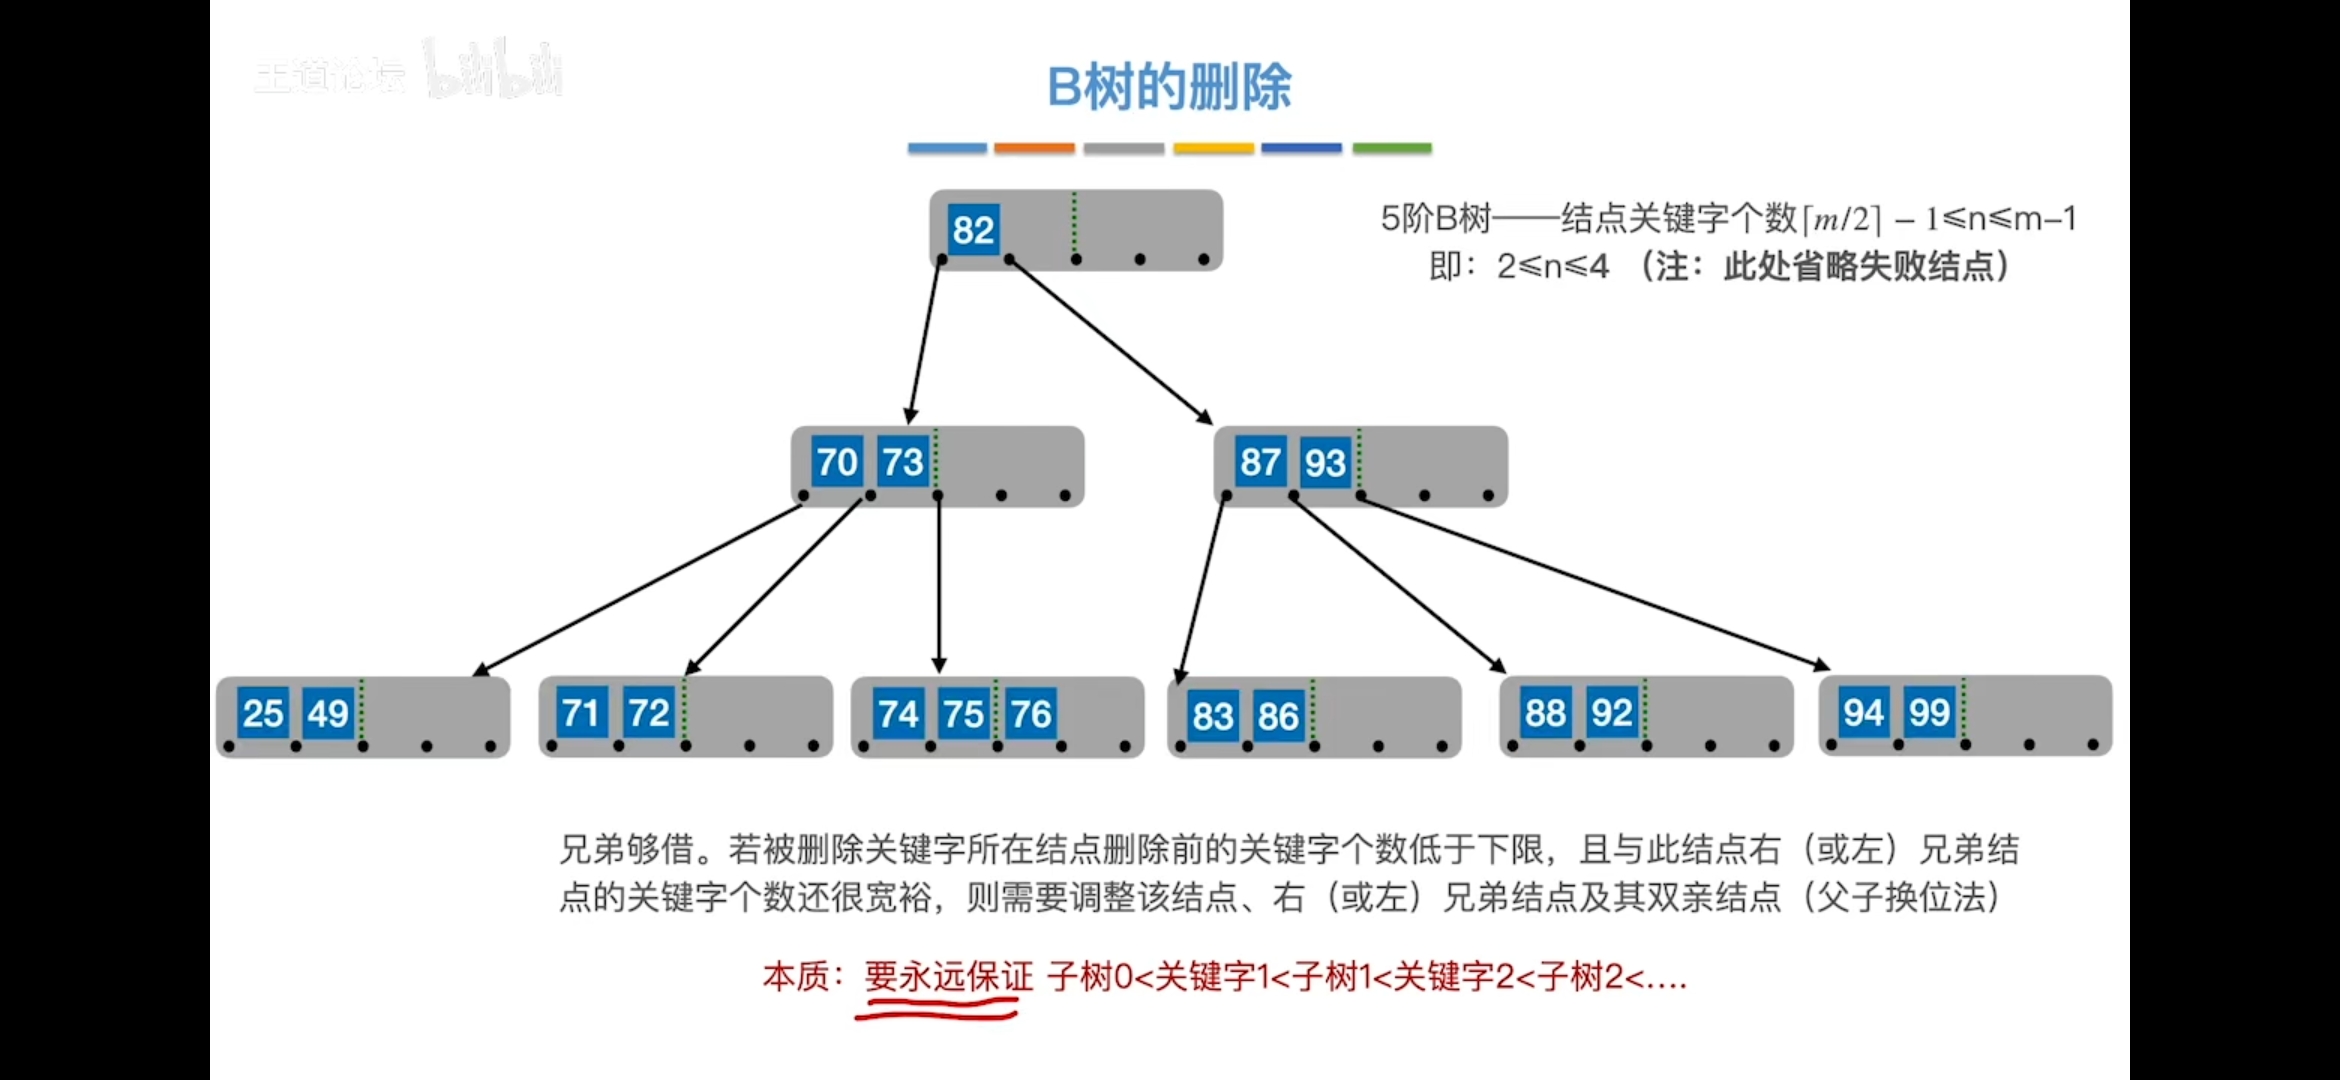 王道论坛 bilibili
B树的删除
82
5阶B树——结点关键字个数⌈m/2⌉ – 1≤n≤m–1
即：2≤n≤4 （注：此处省略失败结点）
70 73
87 93
25 49
71 72
74 75 76
83 86
88 92
94 99
兄弟够借。若被删除关键字所在结点删除前的关键字个数低于下限，且与此结点右（或左）兄弟结
点的关键字个数还很宽裕，则需要调整该结点、右（或左）兄弟结点及其双亲结点（父子换位法）
本质：要永远保证 子树0<关键字1<子树1<关键字2<子树2<....